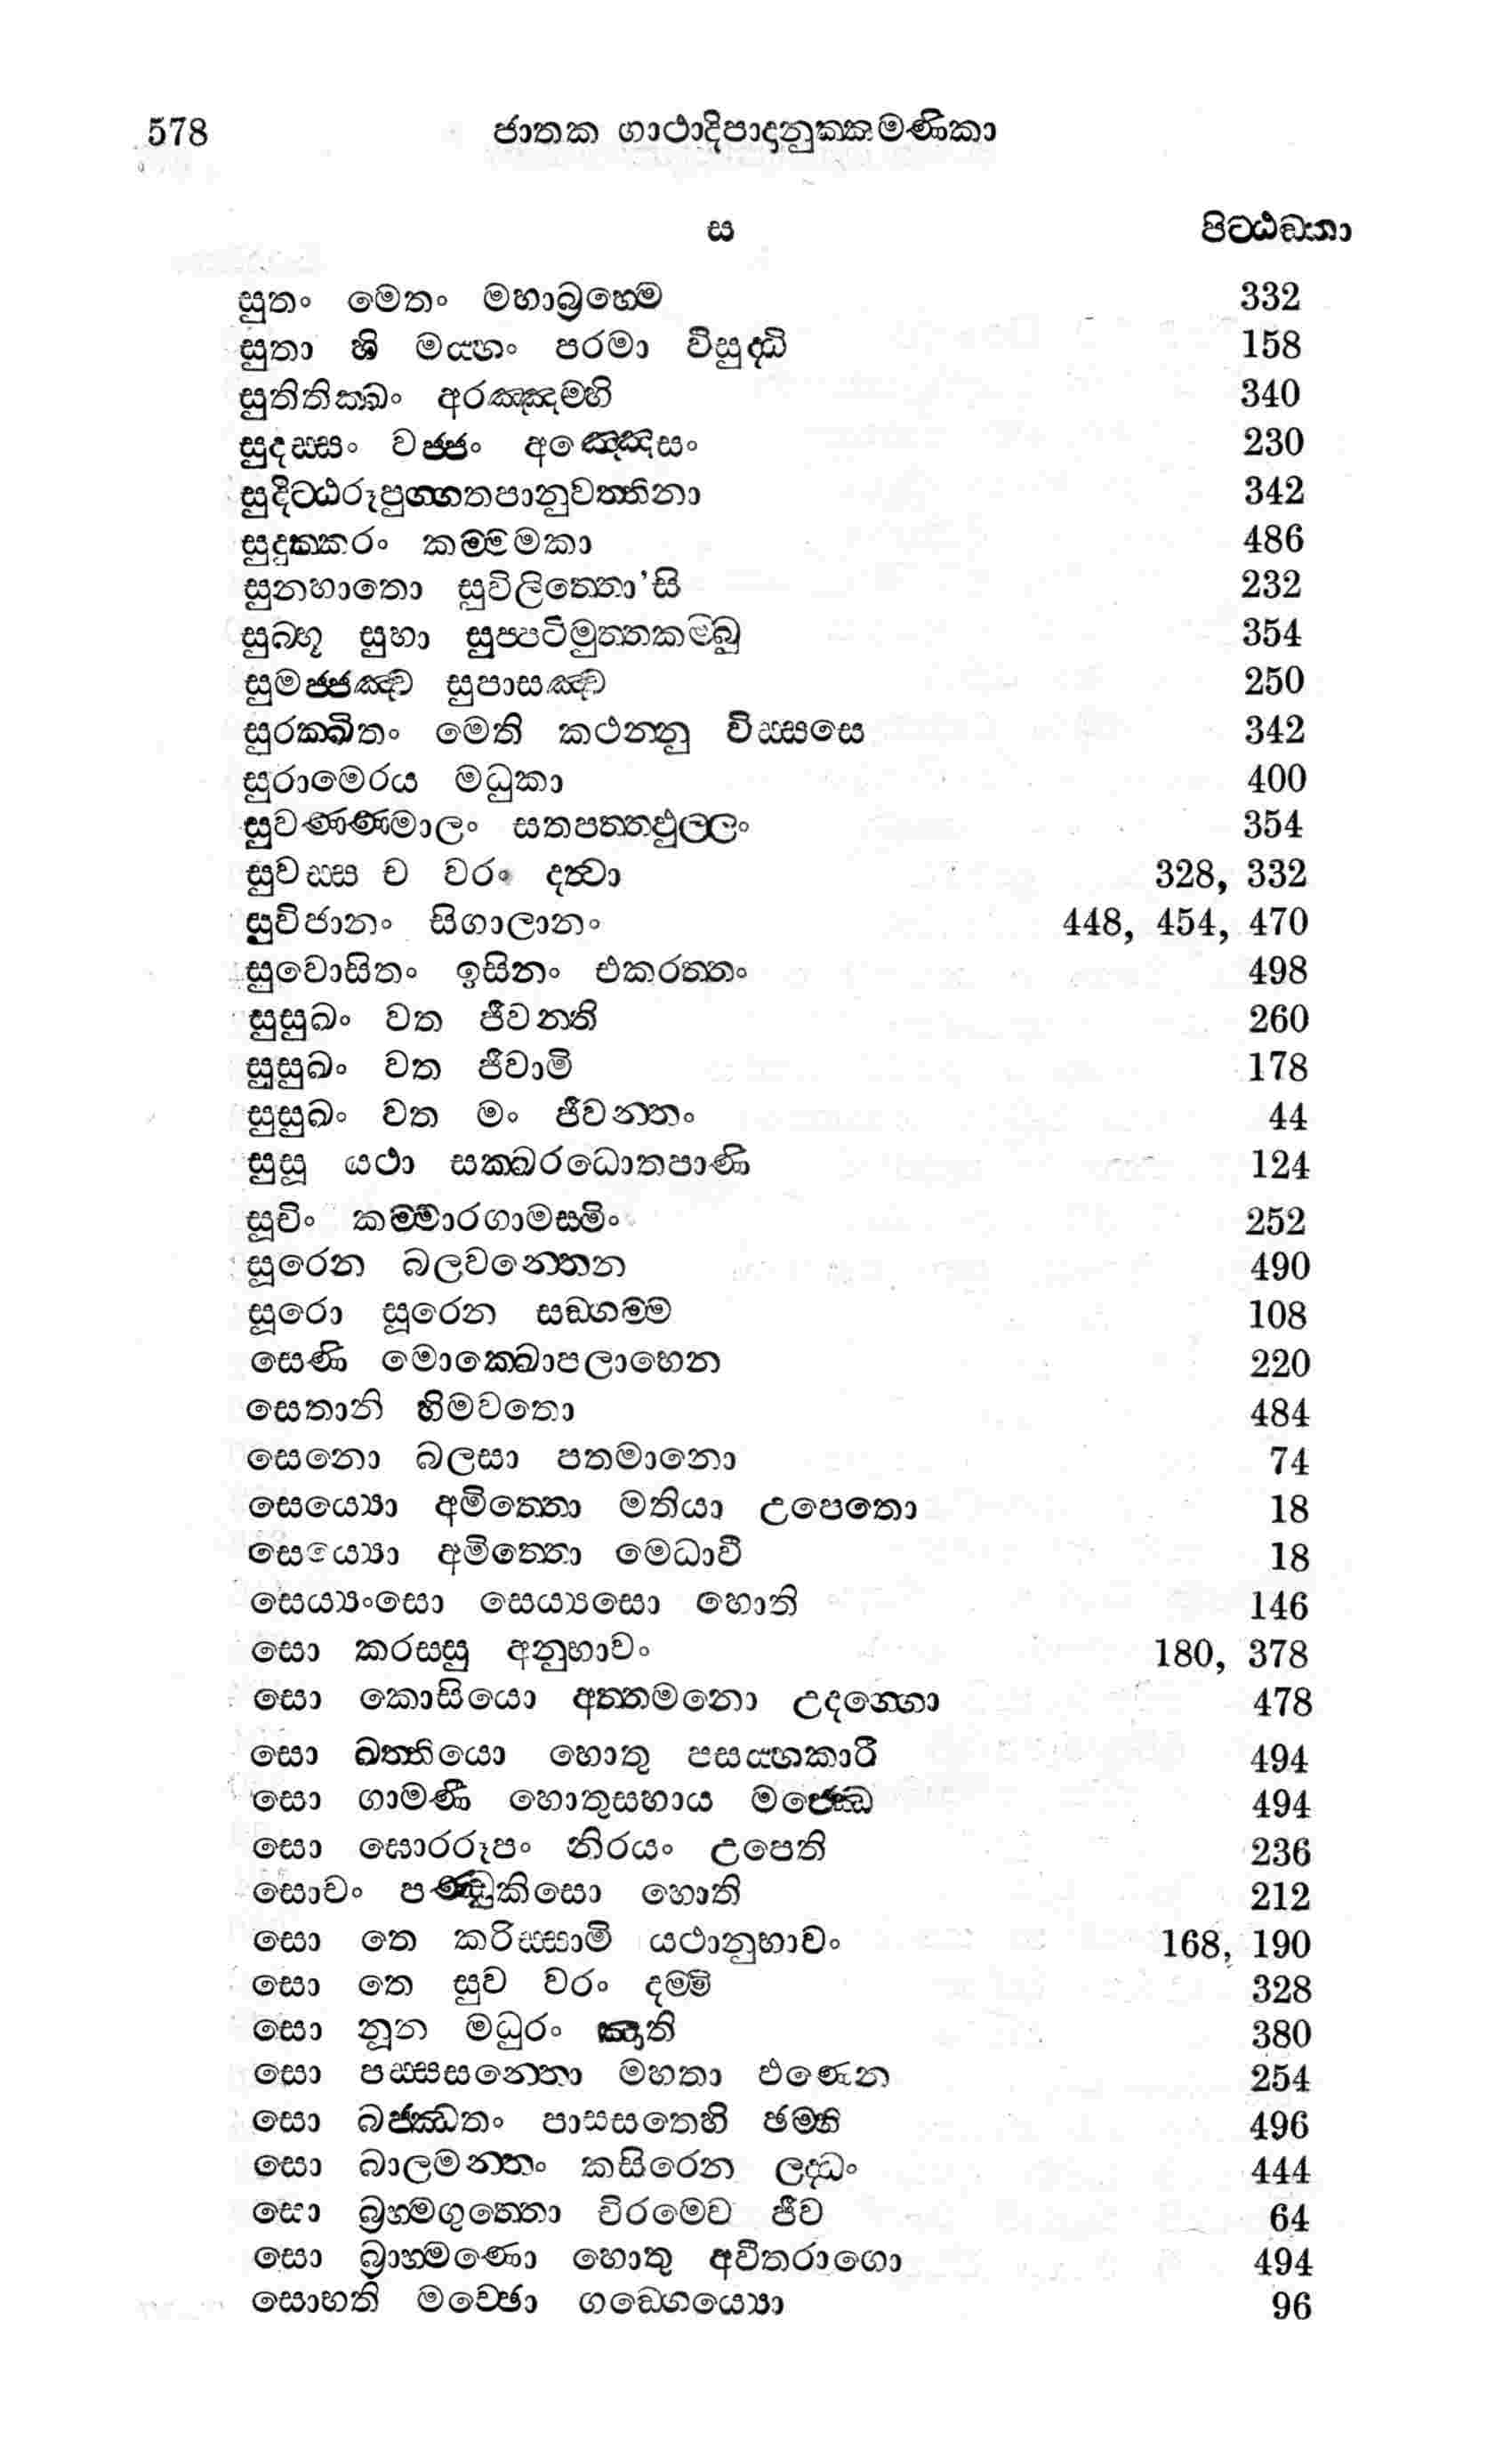 578 ජාතක ගාථාදිපාදානුක්කමණිකා
ස පිට්ඨඞ්කා
සුතං මෙතං මහාබ්‍රහ්මෙ 332
සුතා හි මය්හං පරමා විසුද්ධි 158
සුතිතික්ඛං අරඤ්ඤම්හි 340
සුදස්සං වජ්ජං අඤ්ඤෙසං 230
සුදිට්ඨරූපුග්ගතපානුවත්තිනා 342
සුදුක්කරං කම්මමකා 486
සුනහාතො සුවිලිත්තො'සි 232
සුබ්භූ සුභා සුප්පටිමුත්තකම්බු 354
සුමජ්ජඤ්ච සුපාසඤ්ච 250
සුරක්ඛිතං මෙති කථන්නු විස්සසෙ 342
සුරාමෙරය මධුකා 400
සුවණ්ණමාලං සතපත්තඵුල්ලං 354
සුවස්ස ච වරං දත්වා 328, 332
සුවිජානං සිගාලානං 448, 454, 470
සුවොසිතං ඉසිනං එකරත්තං 498
සුසුඛං වත ජීවන්ති 260
සුසුඛං වත ජීවාමි 178
සුසුඛං වත මං ජීවන්තං 44
සුසූ යථා සක්ඛරධොතපාණි 124
සූචිං කම්මාරගාමස්මිං 252
සූරෙන බලවන්තෙන 490
සූරො සූරෙන සඞ්ගම්ම 108
සෙණි මොක්ඛොපලාභෙන 220
සෙතානි හිමවතො 484
සෙනො බලසා පතමානො 74
සෙය්‍යො අමිත්තො මතියා උපෙතො 18
සෙය්‍යො අමිත්තො මෙධාවී 18
සෙය්‍යංසො සෙය්‍යසො හොති 146
සො කරස්සු අනුභාවං 180, 378
සො කොසියො අත්තමනො උදග්ගො 478
සො ඛත්තියො හොතු පසය්හකාරී 494
සො ගාමණී හොතුසහාය මජ්ඣෙ 494
සො ඝොරරූපං නිරයං උපෙති 236
සොචං පණ්ඩුකිසො හොති 212
සො තෙ කරිස්සාමි යථානුභාවං 168, 190
සො තෙ සුව වරං දම්මි 328
සො නූන මධුරං ඤාති 380
සො පස්සසන්තො මහතා ඵණෙන 254
සො බජ්ඣතං පාසසතෙහි ඡම්හි 496
සො බාලමන්තං කසිරෙන ලද්ධං 444
සො බ්‍රහ්මගුත්තො චිරමෙව ජීව 64
සො බ්‍රාහ්මණො හොතු අවීතරාගො 494
සොභති මච්ඡො ගඞ්ගෙය්‍යො 96